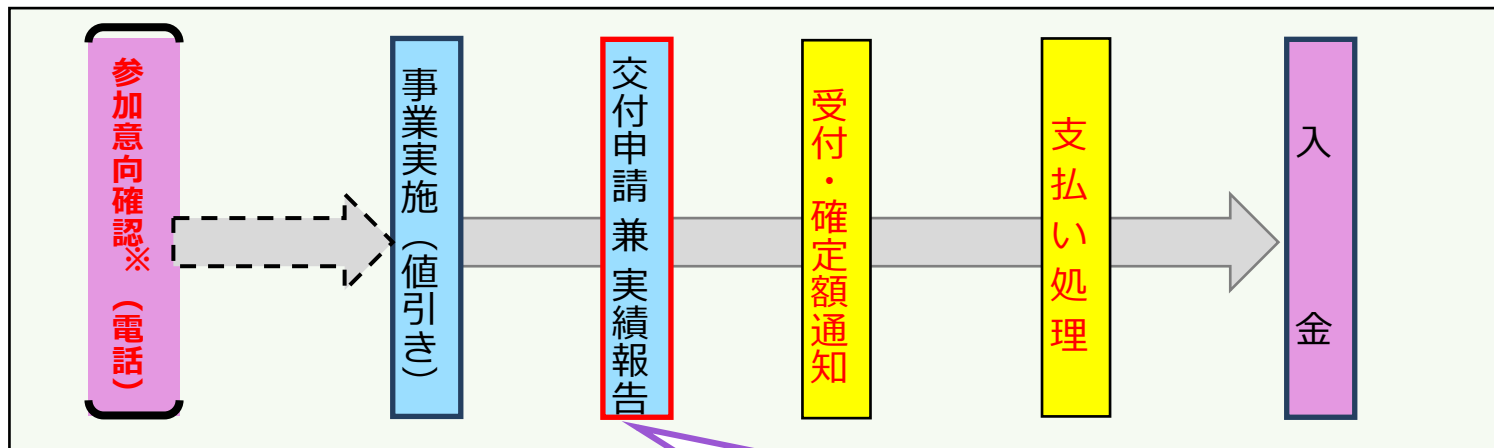 参加意向確認※（電話）
事業実施（値引き）
交付申請 兼 実績報告
受付・確定額通知
支払い処理
入金